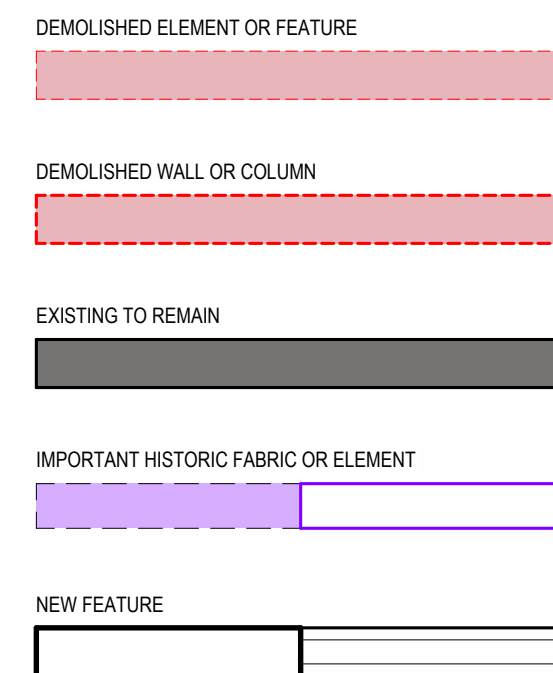 DEMOLISHED ELEMENT OR FEATURE
DEMOLISHED WALL OR COLUMN
EXISTING TO REMAIN
IMPORTANT HISTORIC FABRIC OR ELEMENT
NEW FEATURE